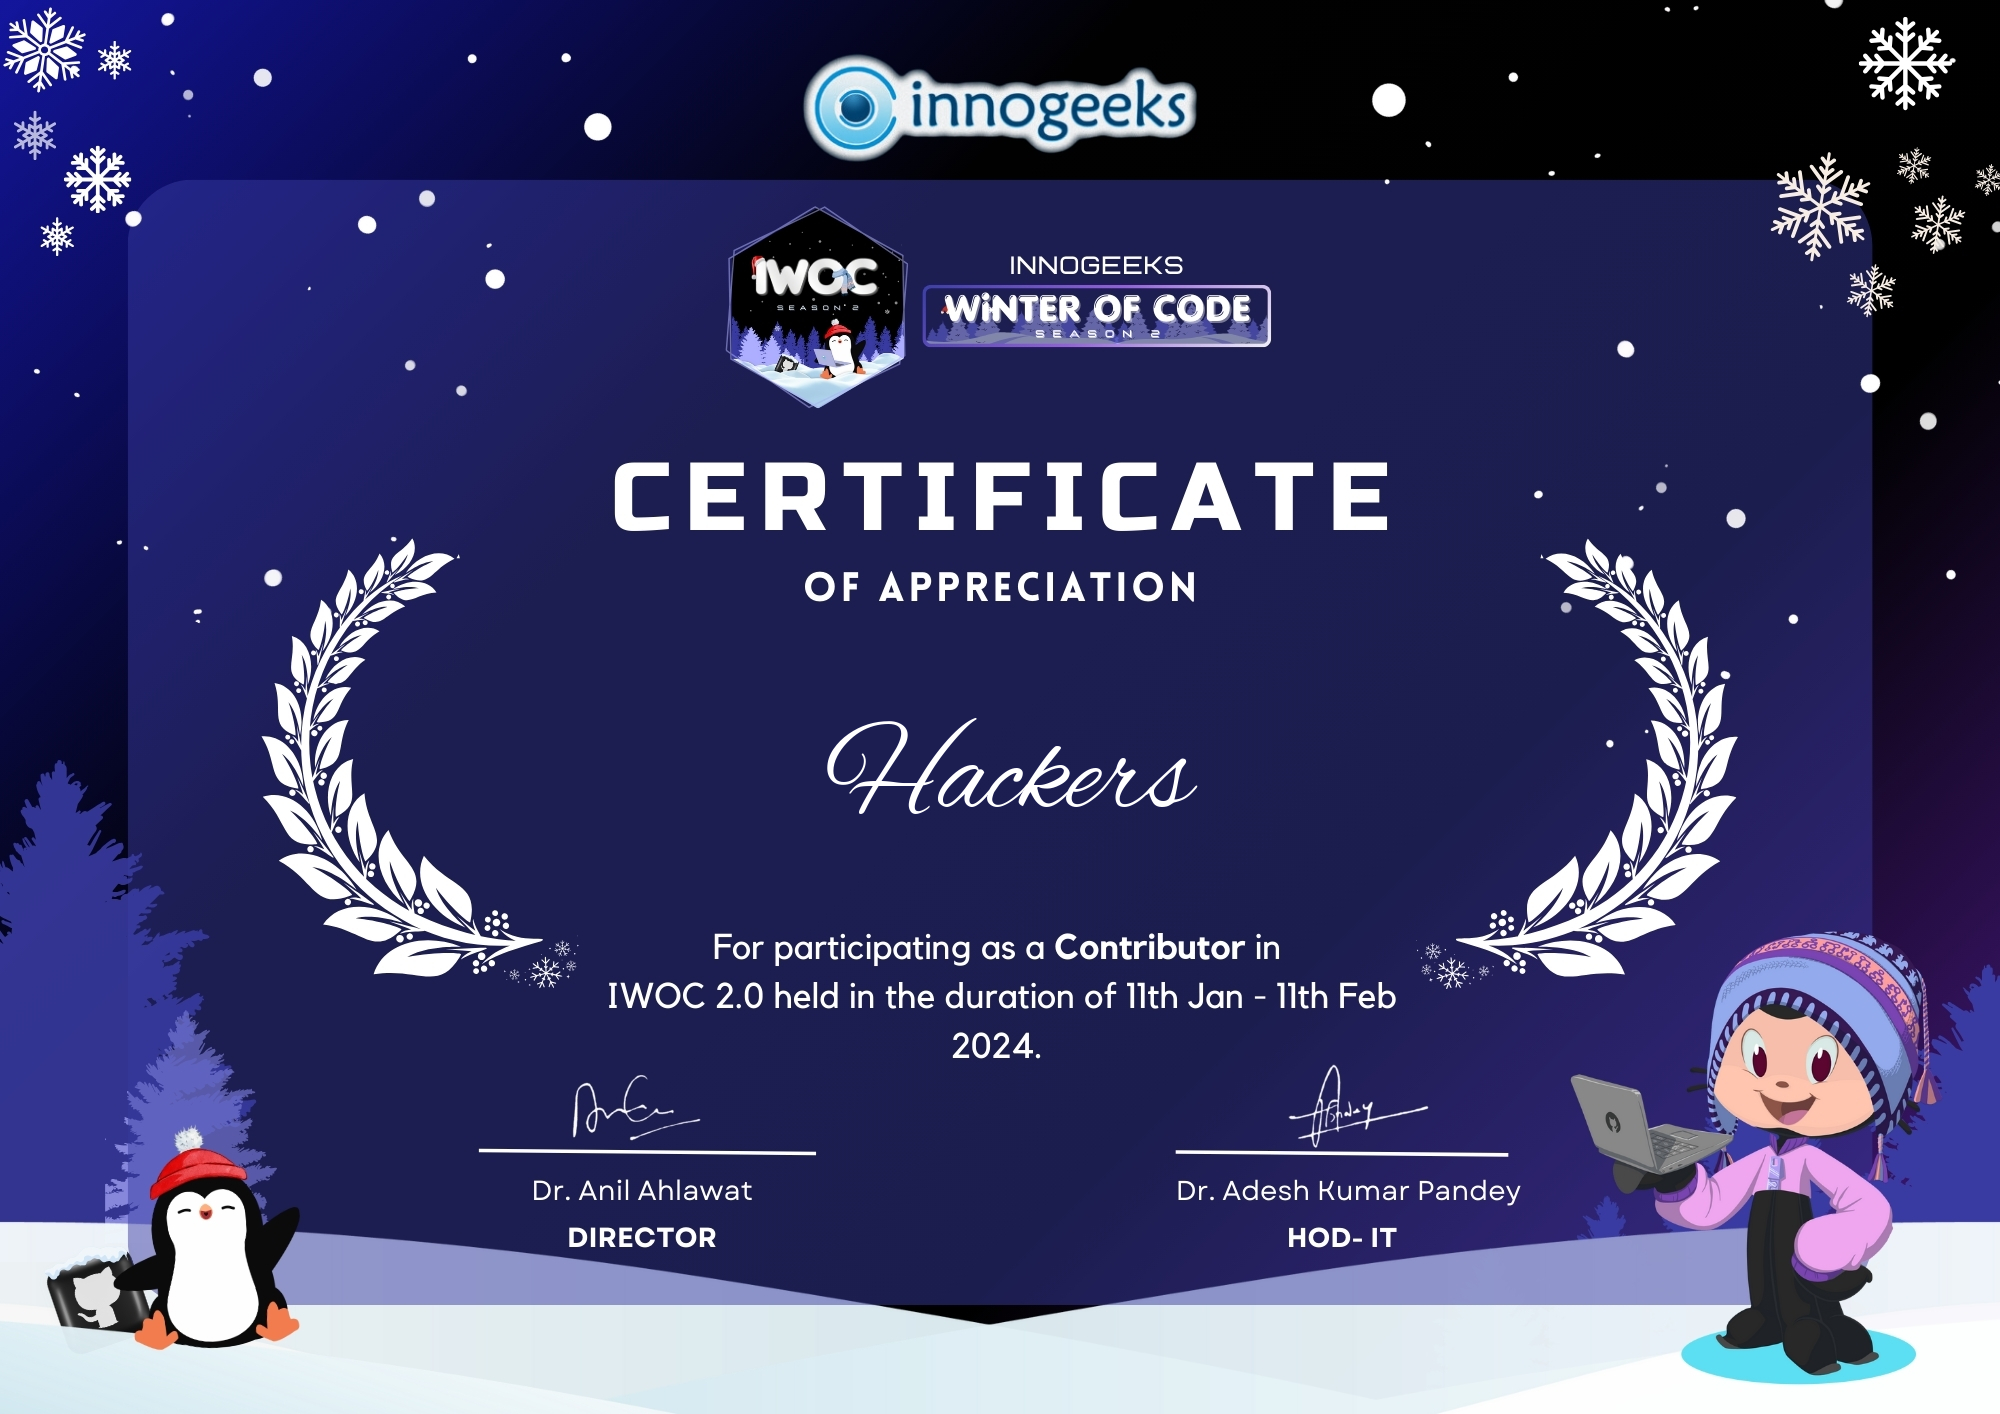 innogeeks
IWOC
SEASON 2
INNOGEEKS
WINTER OF CODE
SEASON 2
CERTIFICATE
OF APPRECIATION
Hackers
For participating as a Contributor in
IWOC 2.0 held in the duration of 11th Jan - 11th Feb
2024.
Dr. Anil Ahlawat
DIRECTOR
Dr. Adesh Kumar Pandey
HOD- IT